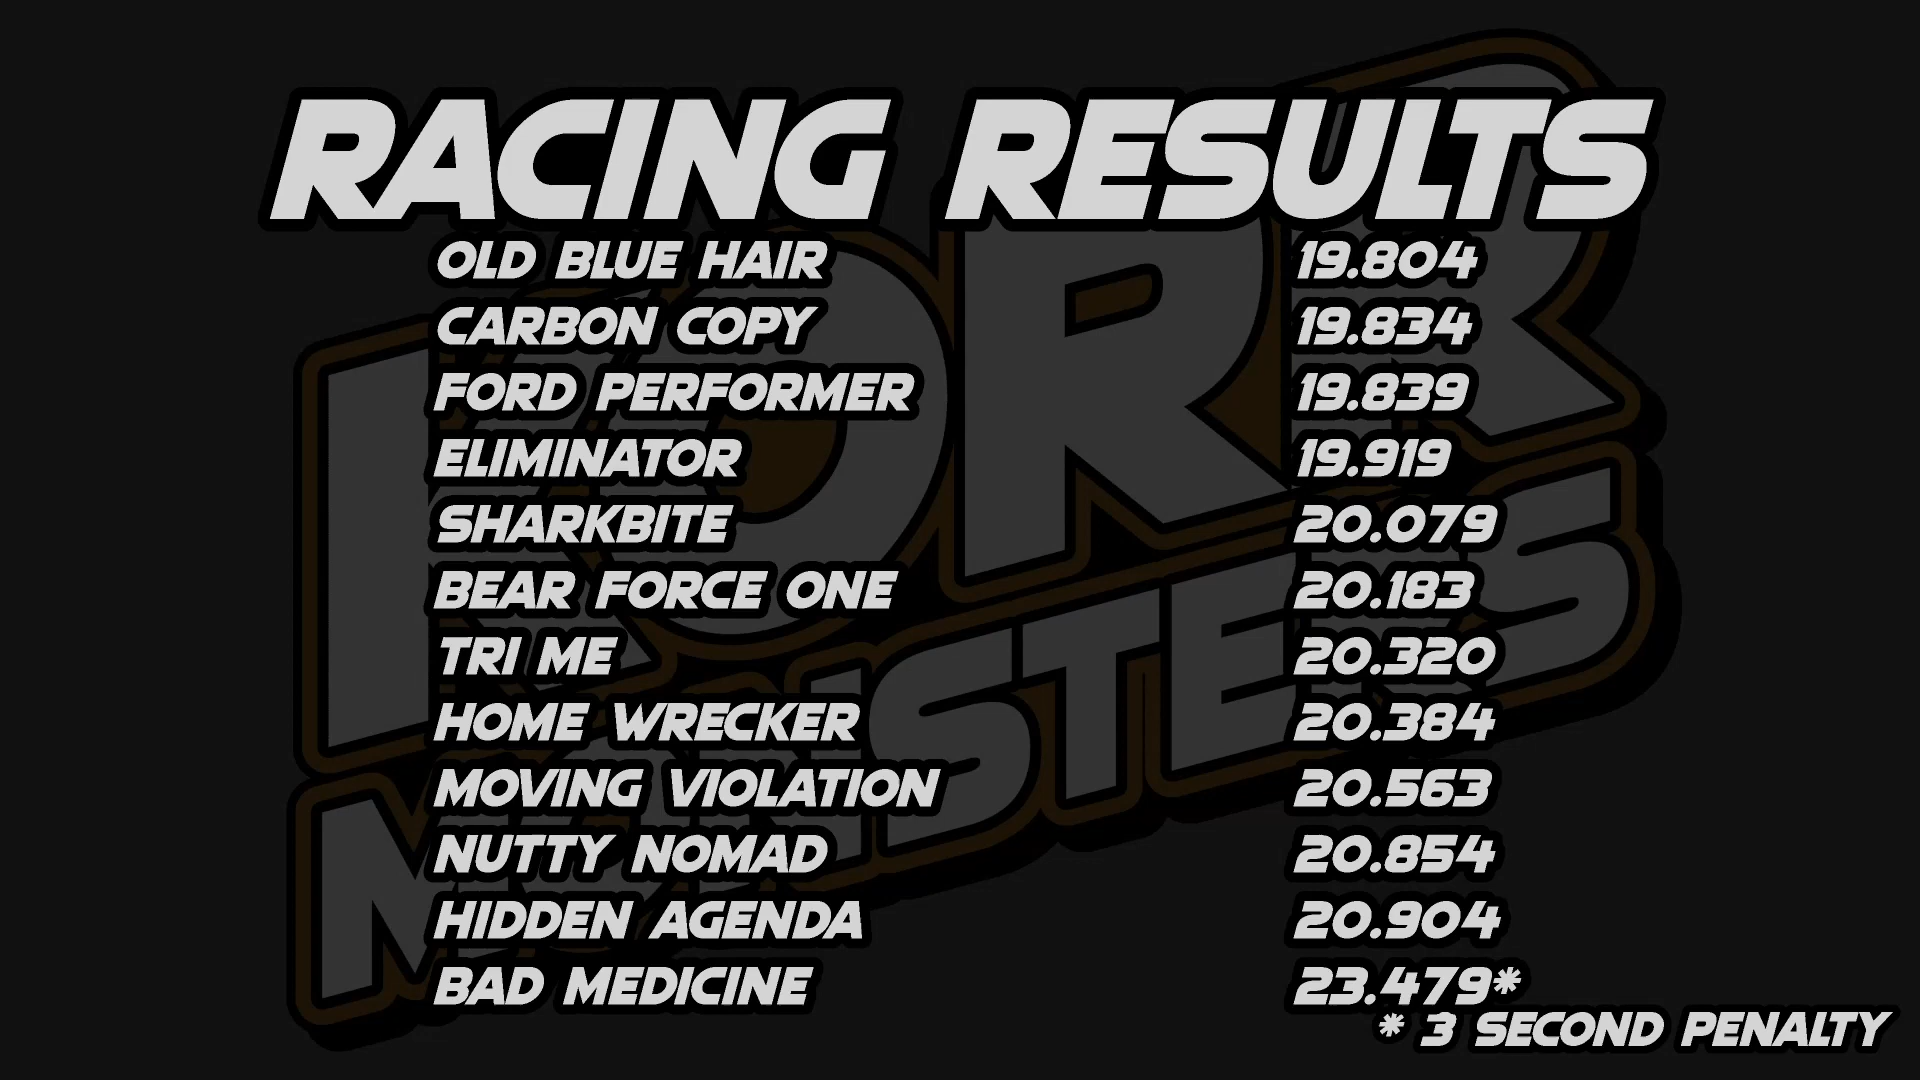 RACING RESULTS
OLD BLUE HAIR 19.804
CARBON COPY 19.834
FORD PERFORMER 19.839
ELIMINATOR 19.919
SHARKBITE 20.079
BEAR FORCE ONE 20.183
TRI ME 20.320
HOME WRECKER 20.384
MOVING VIOLATION 20.563
NUTTY NOMAD 20.854
HIDDEN AGENDA 20.904
BAD MEDICINE 23.479*
* 3 SECOND PENALTY
KORR
MONSTERS